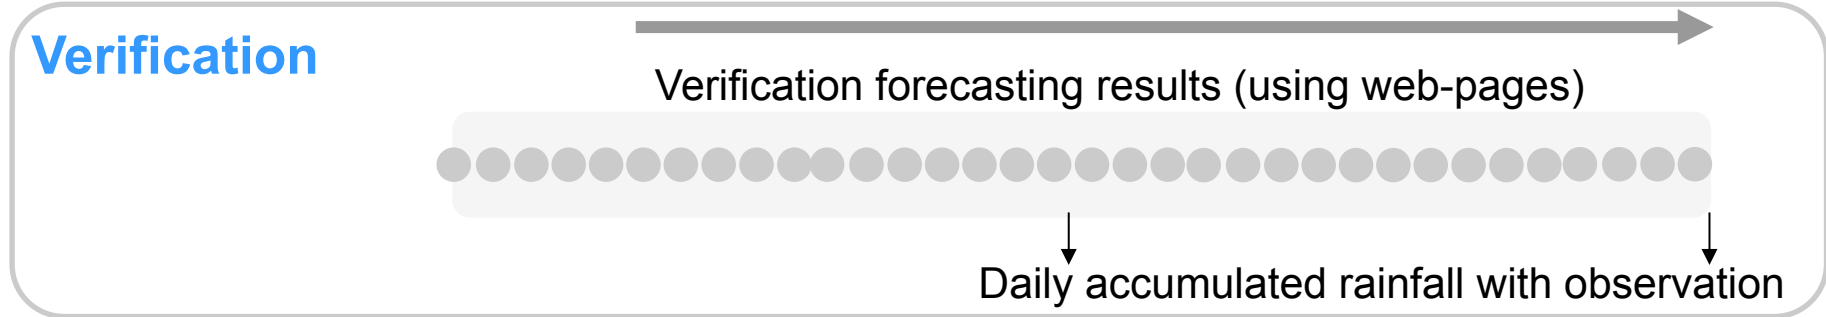 Verification
Verification forecasting results (using web-pages)
Daily accumulated rainfall with observation